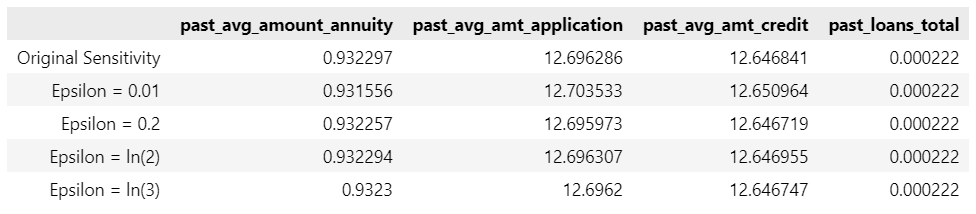 past_avg_amount_annuity past_avg_amt_application past_avg_amt_credit past_loans_total
Original Sensitivity 0.932297 12.696286 12.646841 0.000222
Epsilon = 0.01 0.931556 12.703533 12.650964 0.000222
Epsilon = 0.2 0.932257 12.695973 12.646719 0.000222
Epsilon = ln(2) 0.932294 12.696307 12.646955 0.000222
Epsilon = ln(3) 0.9323 12.6962 12.646747 0.000222